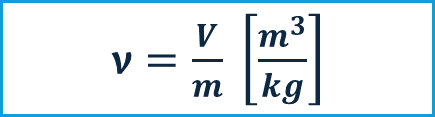 ν = V/m [m³/kg]